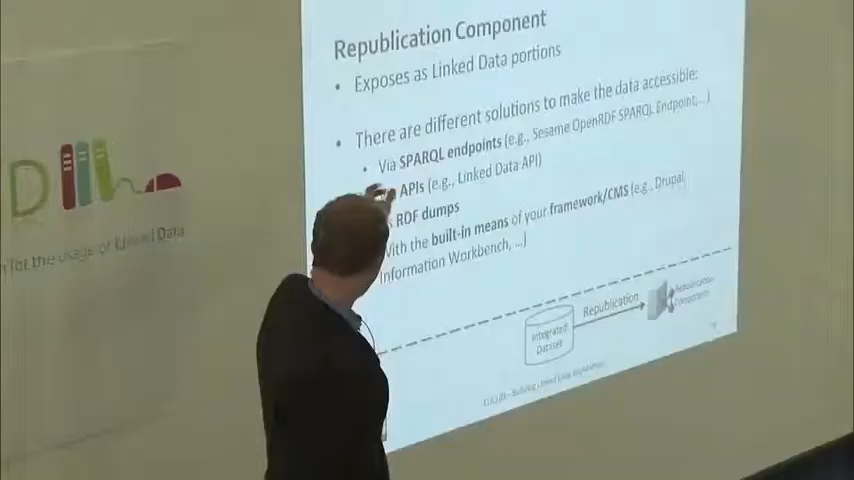 Republication Component
• Exposes as Linked Data portions
• There are different solutions to make the data accessible:
• Via SPARQL endpoints (e.g., Sesame OpenRDF SPARQL Endpoint,...)
APIs (e.g., Linked Data API)
RDF dumps
With the built-in means of your framework/CMS (e.g., Drupal
Information Workbench, ...)
Integrated
Dataset
Republication
Republication
Component
D
for the usage of Linked Data